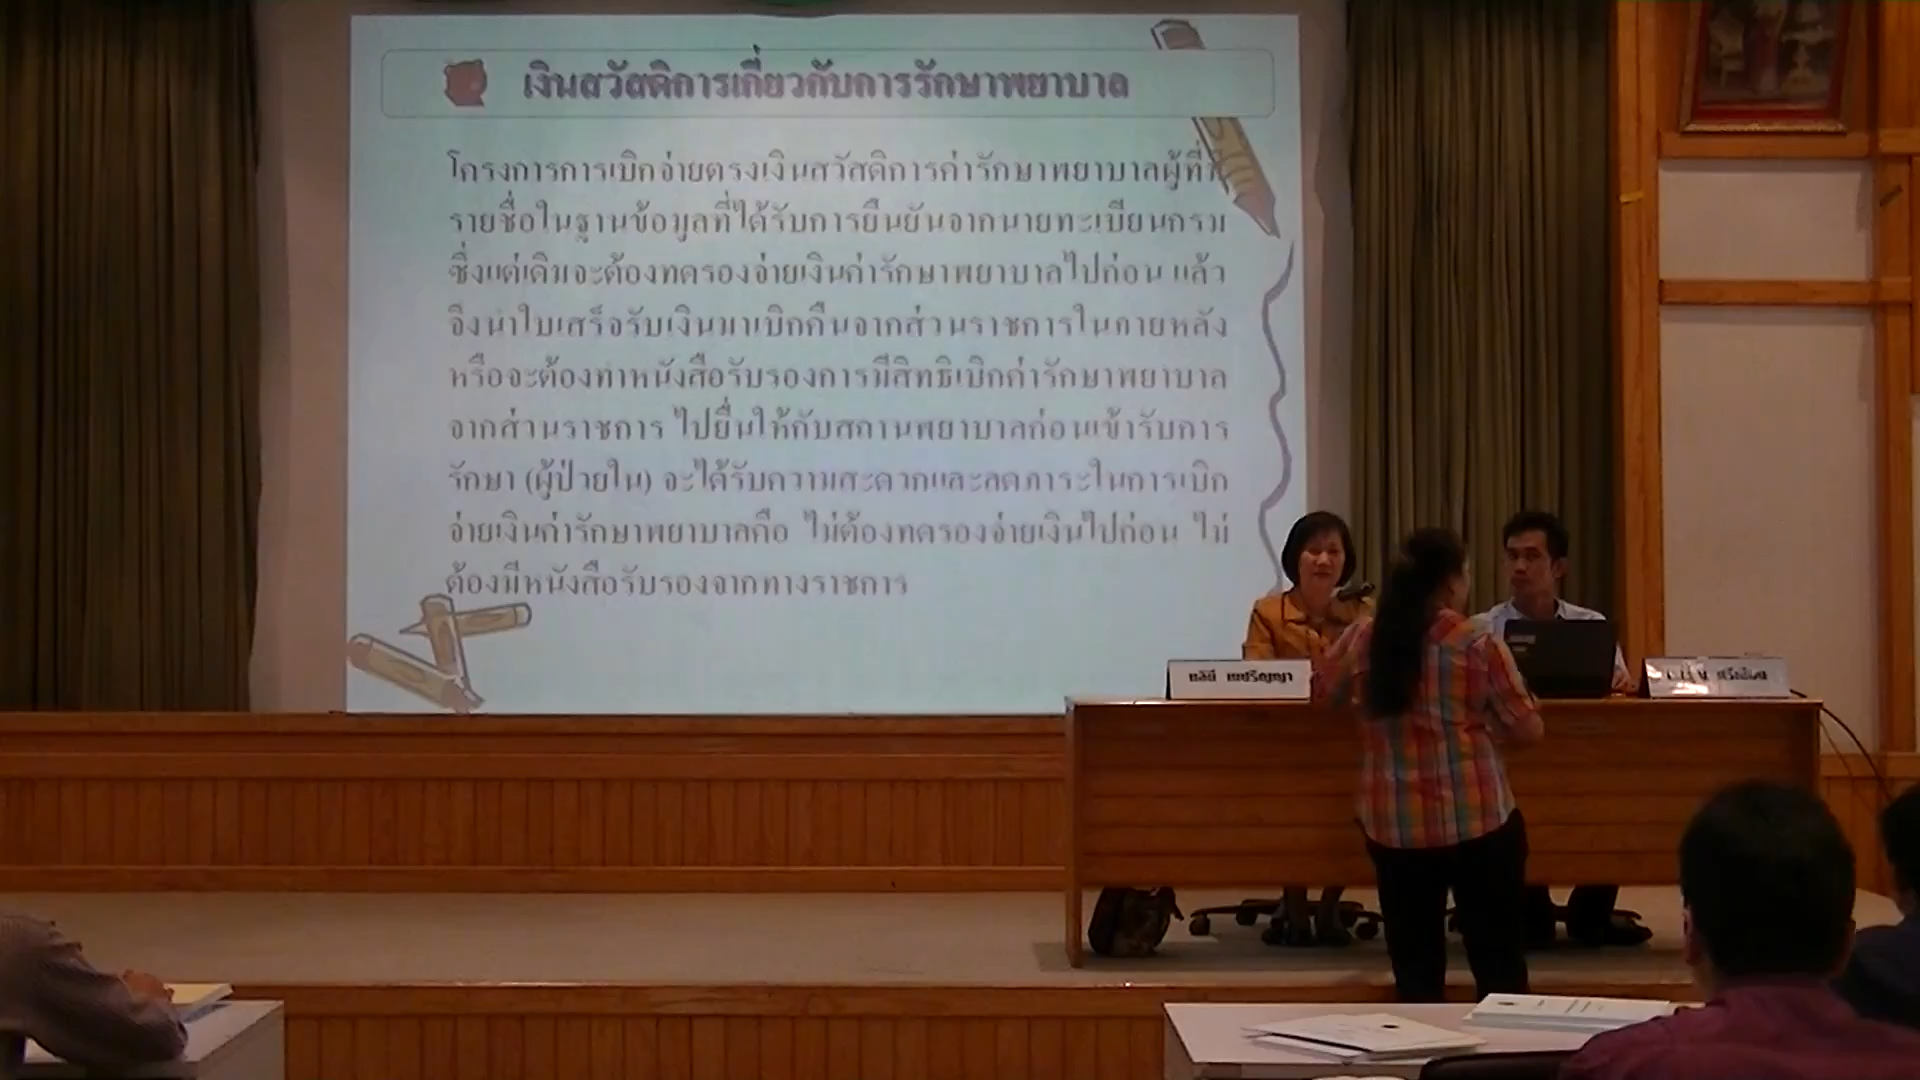 เงินสวัสดิการเกี่ยวกับการรักษาพยาบาล
โครงการการเบิกจ่ายตรงเงินสวัสดิการค่ารักษาพยาบาลผู้ที่มี
รายชื่อในฐานข้อมูลที่ได้รับการยืนยันจากนายทะเบียนกรม
ซึ่งแต่เดิมจะต้องทดรองจ่ายเงินค่ารักษาพยาบาลไปก่อน แล้ว
จึงนำใบเสร็จรับเงินมาเบิกคืนจากส่วนราชการในภายหลัง
หรือจะต้องทำหนังสือรับรองการมีสิทธิเบิกค่ารักษาพยาบาล
จากส่วนราชการ ไปยื่นให้กับสถานพยาบาลก่อนเข้ารับการ
รักษา (ผู้ป่วยใน) จะได้รับความสะดวกและลดภาระในการเบิก
จ่ายเงินค่ารักษาพยาบาลคือ ไม่ต้องทดรองจ่ายเงินไปก่อน ไม่
ต้องมีหนังสือรับรองจากทางราชการ